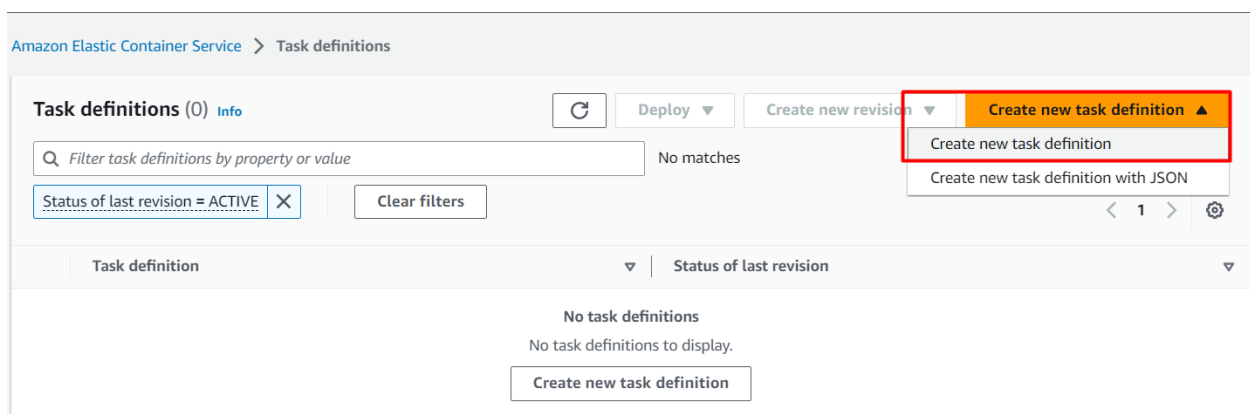 Amazon Elastic Container Service > Task definitions
Task definitions (0) Info
Deploy
Create new revision
Create new task definition
Create new task definition
Create new task definition with JSON
Filter task definitions by property or value
No matches
Status of last revision = ACTIVE
Clear filters
1
Task definition
Status of last revision
No task definitions
No task definitions to display.
Create new task definition